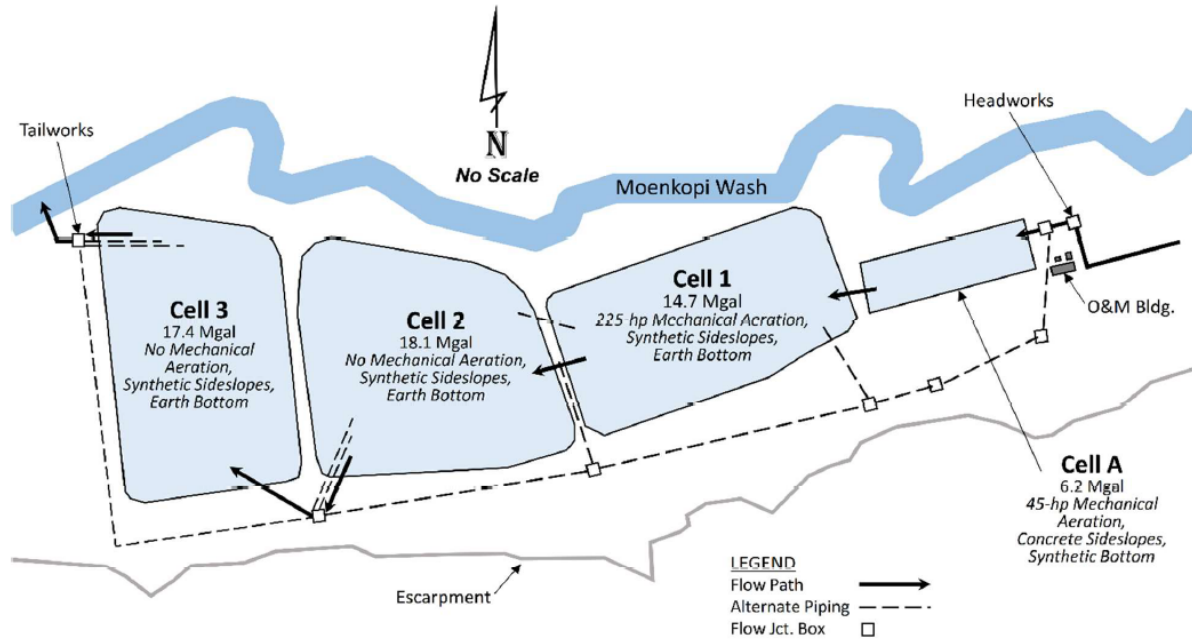 Tailworks
N
No Scale
Headworks
Moenkopi Wash
O&M Bldg.
Cell 3
17.4 Mgal
No Mechanical
Aeration,
Synthetic Sideslopes,
Earth Bottom
Cell 2
18.1 Mgal
No Mechanical Aeration,
Synthetic Sideslopes,
Earth Bottom
Cell 1
14.7 Mgal
225-hp Mechanical Aeration,
Synthetic Sideslopes,
Earth Bottom
Cell A
6.2 Mgal
45-hp Mechanical
Aeration,
Concrete Sideslopes,
Synthetic Bottom
Escarpment
LEGEND
Flow Path
Alternate Piping
Flow Jct. Box